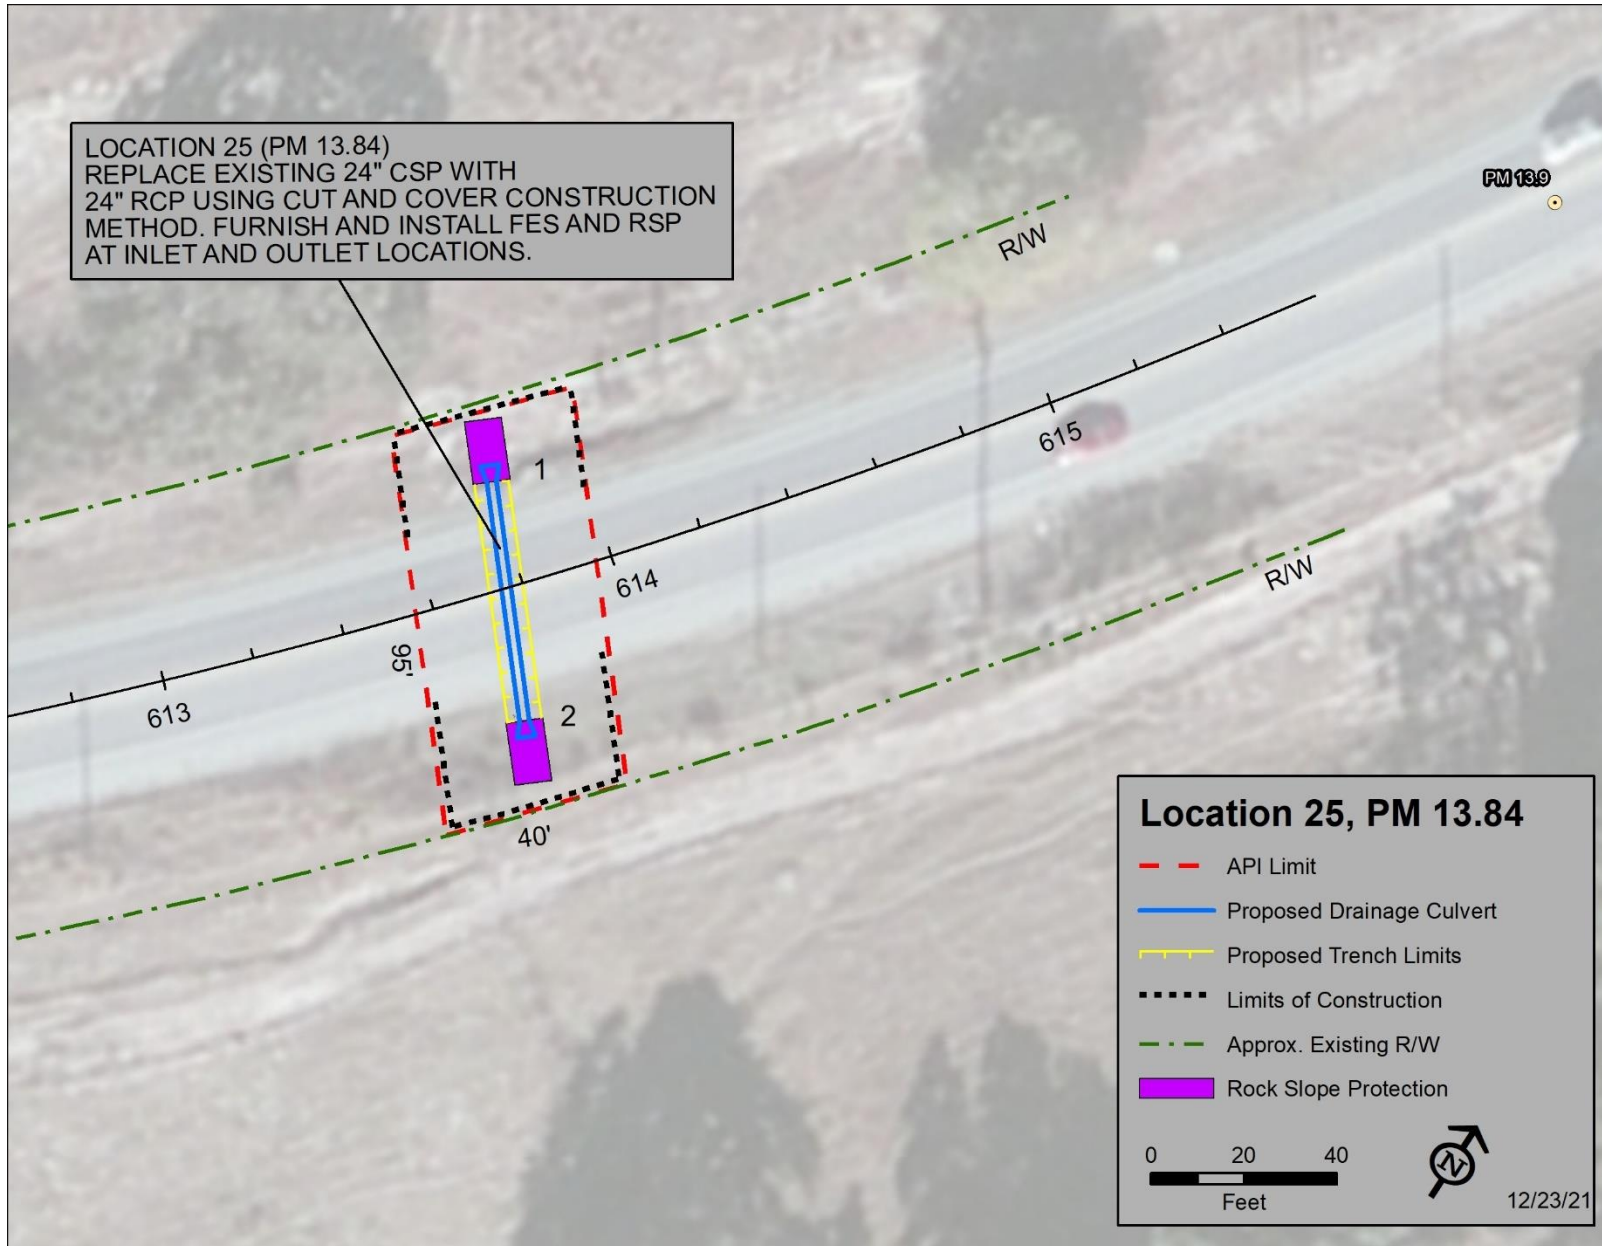 LOCATION 25 (PM 13.84)
REPLACE EXISTING 24" CSP WITH
24" RCP USING CUT AND COVER CONSTRUCTION
METHOD. FURNISH AND INSTALL FES AND RSP
AT INLET AND OUTLET LOCATIONS.
PM 13.9
R/W
615
1
614
R/W
95'
613
2
40'
Location 25, PM 13.84
API Limit
Proposed Drainage Culvert
Proposed Trench Limits
Limits of Construction
Approx. Existing R/W
Rock Slope Protection
0 20 40
Feet
N
12/23/21